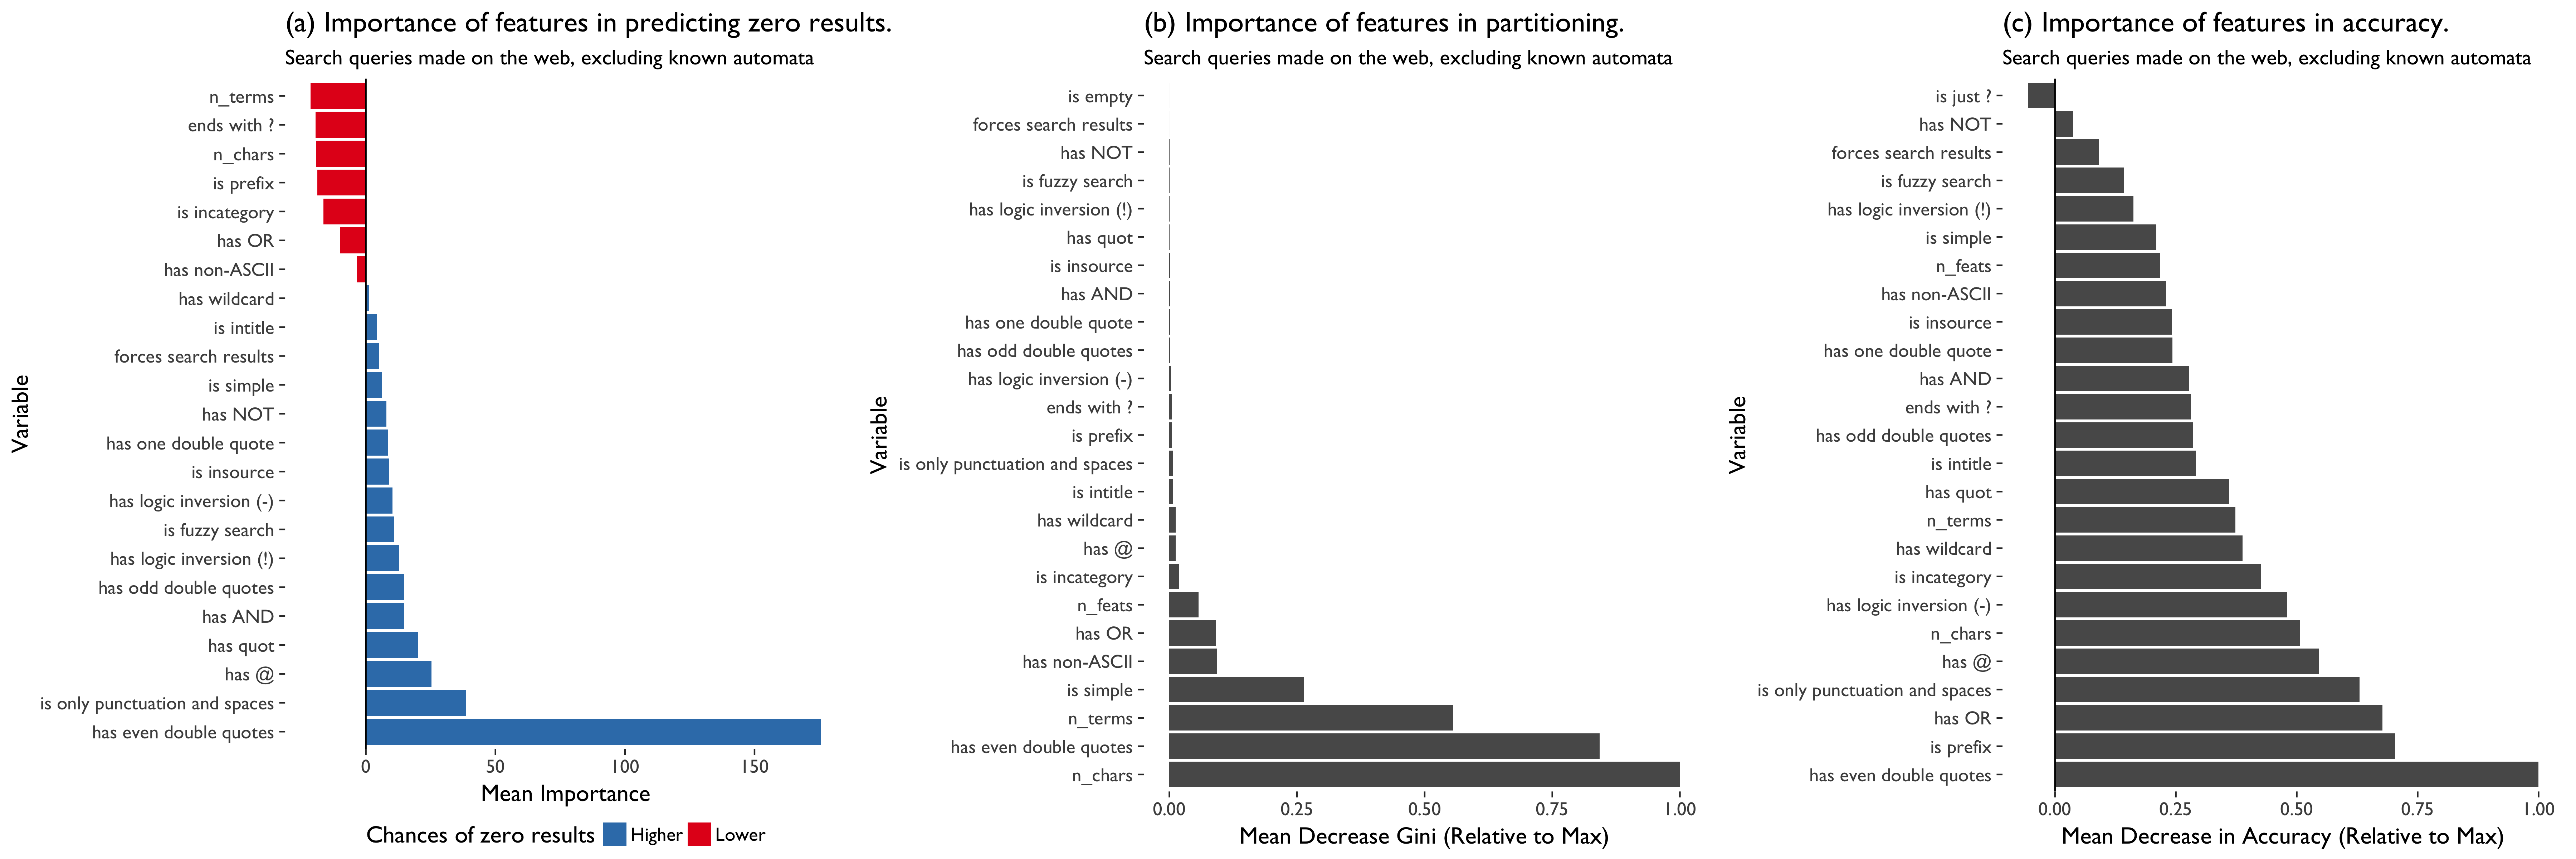 (a) Importance of features in predicting zero results.
Search queries made on the web, excluding known automata
Variable
n_terms
ends with ?
n_chars
is prefix
is incategory
has OR
has non-ASCII
has wildcard
is intitle
forces search results
is simple
has NOT
has one double quote
is insource
has logic inversion (-)
is fuzzy search
has logic inversion (!)
has odd double quotes
has AND
has quot
has @
is only punctuation and spaces
has even double quotes
0 50 100 150
Mean Importance
Chances of zero results Higher Lower
(b) Importance of features in partitioning.
Search queries made on the web, excluding known automata
Variable
is empty
forces search results
has NOT
is fuzzy search
has logic inversion (!)
has quot
is insource
has AND
has one double quote
has odd double quotes
has logic inversion (-)
ends with ?
is prefix
is only punctuation and spaces
is intitle
has wildcard
has @
is incategory
n_feats
has OR
has non-ASCII
is simple
n_terms
has even double quotes
n_chars
0.00 0.25 0.50 0.75 1.00
Mean Decrease Gini (Relative to Max)
(c) Importance of features in accuracy.
Search queries made on the web, excluding known automata
Variable
is just ?
has NOT
forces search results
is fuzzy search
has logic inversion (!)
is simple
n_feats
has non-ASCII
is insource
has one double quote
has AND
ends with ?
has odd double quotes
is intitle
has quot
n_terms
has wildcard
is incategory
has logic inversion (-)
n_chars
has @
is only punctuation and spaces
has OR
is prefix
has even double quotes
0.00 0.25 0.50 0.75 1.00
Mean Decrease in Accuracy (Relative to Max)